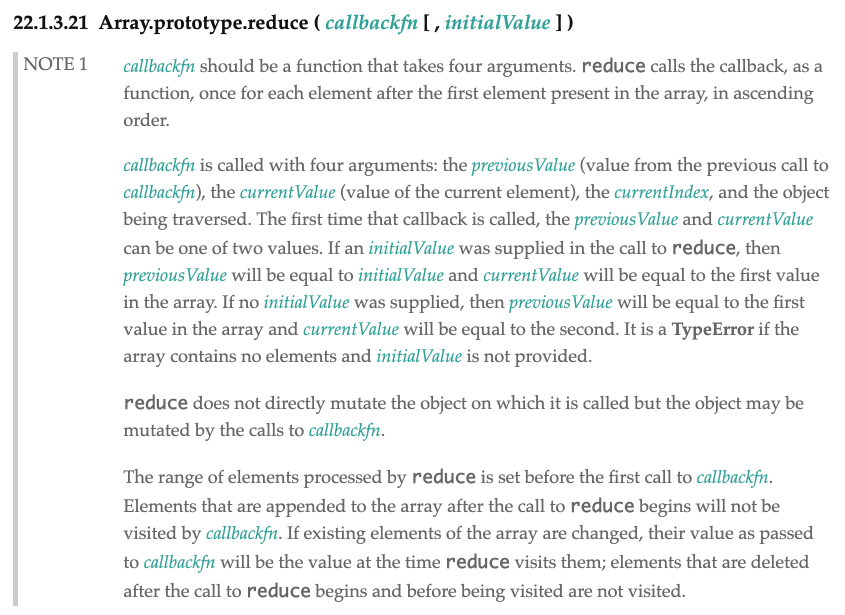 22.1.3.21 Array.prototype.reduce ( callbackfn [ , initialValue ] )
NOTE 1 callbackfn should be a function that takes four arguments. reduce calls the callback, as a
function, once for each element after the first element present in the array, in ascending
order.
callbackfn is called with four arguments: the previousValue (value from the previous call to
callbackfn), the currentValue (value of the current element), the currentIndex, and the object
being traversed. The first time that callback is called, the previousValue and currentValue
can be one of two values. If an initialValue was supplied in the call to reduce, then
previousValue will be equal to initialValue and currentValue will be equal to the first value
in the array. If no initialValue was supplied, then previousValue will be equal to the first
value in the array and currentValue will be equal to the second. It is a TypeError if the
array contains no elements and initialValue is not provided.
reduce does not directly mutate the object on which it is called but the object may be
mutated by the calls to callbackfn.
The range of elements processed by reduce is set before the first call to callbackfn.
Elements that are appended to the array after the call to reduce begins will not be
visited by callbackfn. If existing elements of the array are changed, their value as passed
to callbackfn will be the value at the time reduce visits them; elements that are deleted
after the call to reduce begins and before being visited are not visited.